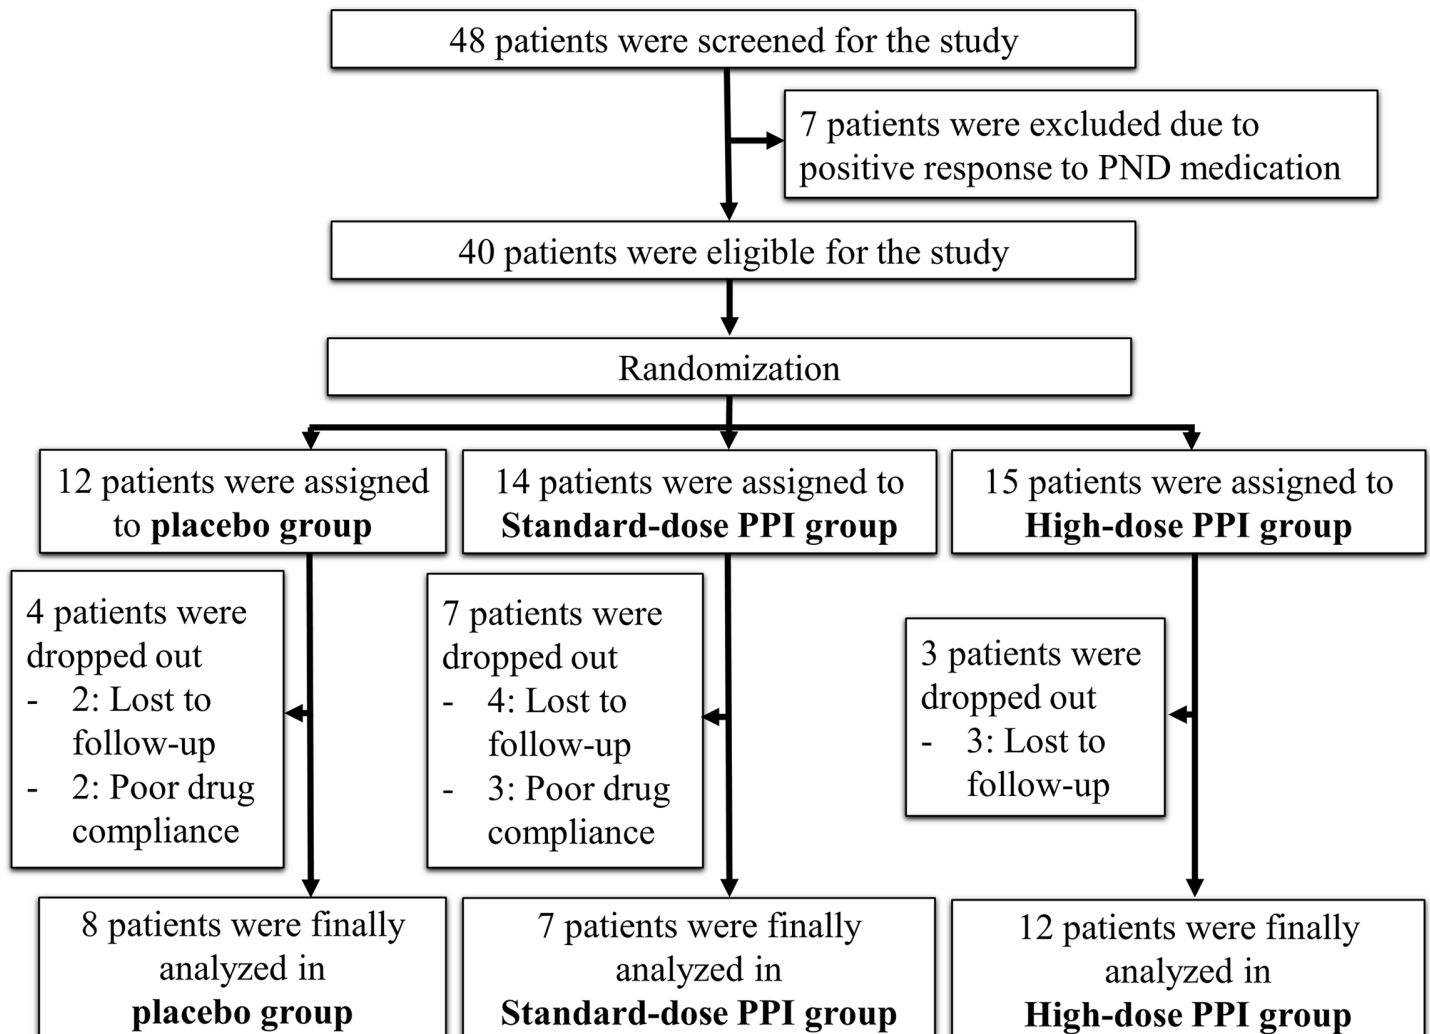 48 patients were screened for the study
7 patients were excluded due to
positive response to PND medication
40 patients were eligible for the study
Randomization
12 patients were assigned
to placebo group
14 patients were assigned to
Standard-dose PPI group
15 patients were assigned to
High-dose PPI group
4 patients were
dropped out
- 2: Lost to
follow-up
- 2: Poor drug
compliance
7 patients were
dropped out
- 4: Lost to
follow-up
- 3: Poor drug
compliance
3 patients were
dropped out
- 3: Lost to
follow-up
8 patients were finally
analyzed in
placebo group
7 patients were finally
analyzed in
Standard-dose PPI group
12 patients were finally
analyzed in
High-dose PPI group